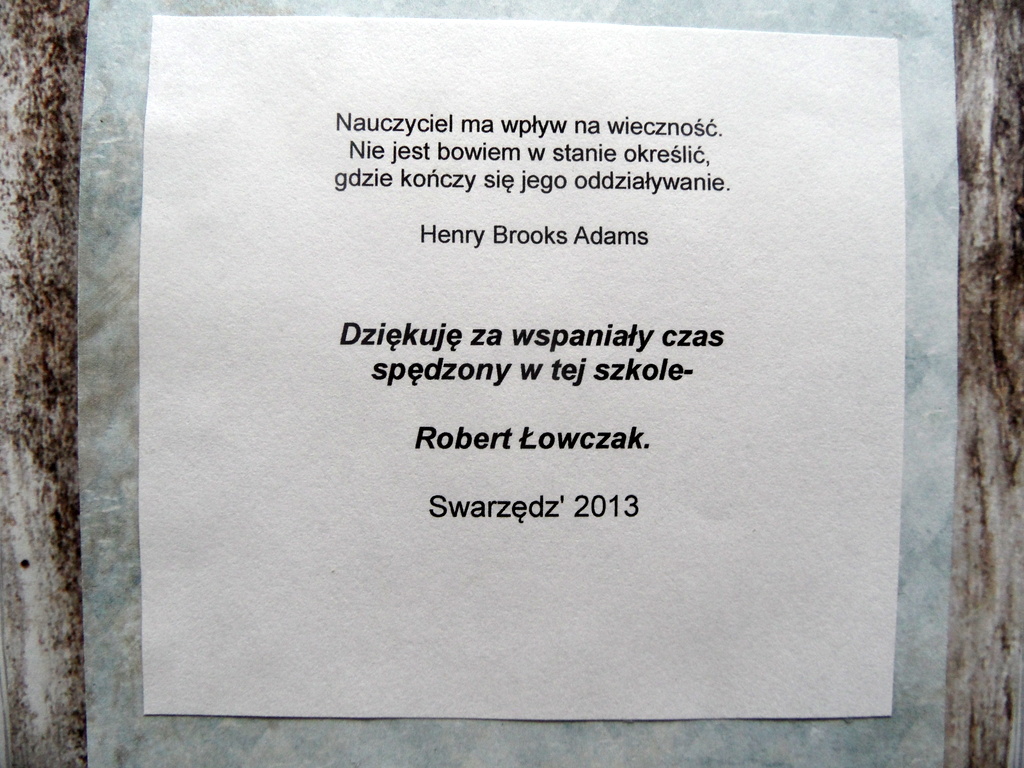 Nauczyciel ma wpływ na wieczność.
Nie jest bowiem w stanie określić,
gdzie kończy się jego oddziaływanie.
Henry Brooks Adams
Dziękuję za wspaniały czas
spędzony w tej szkole-
Robert Łowczak.
Swarzędz' 2013